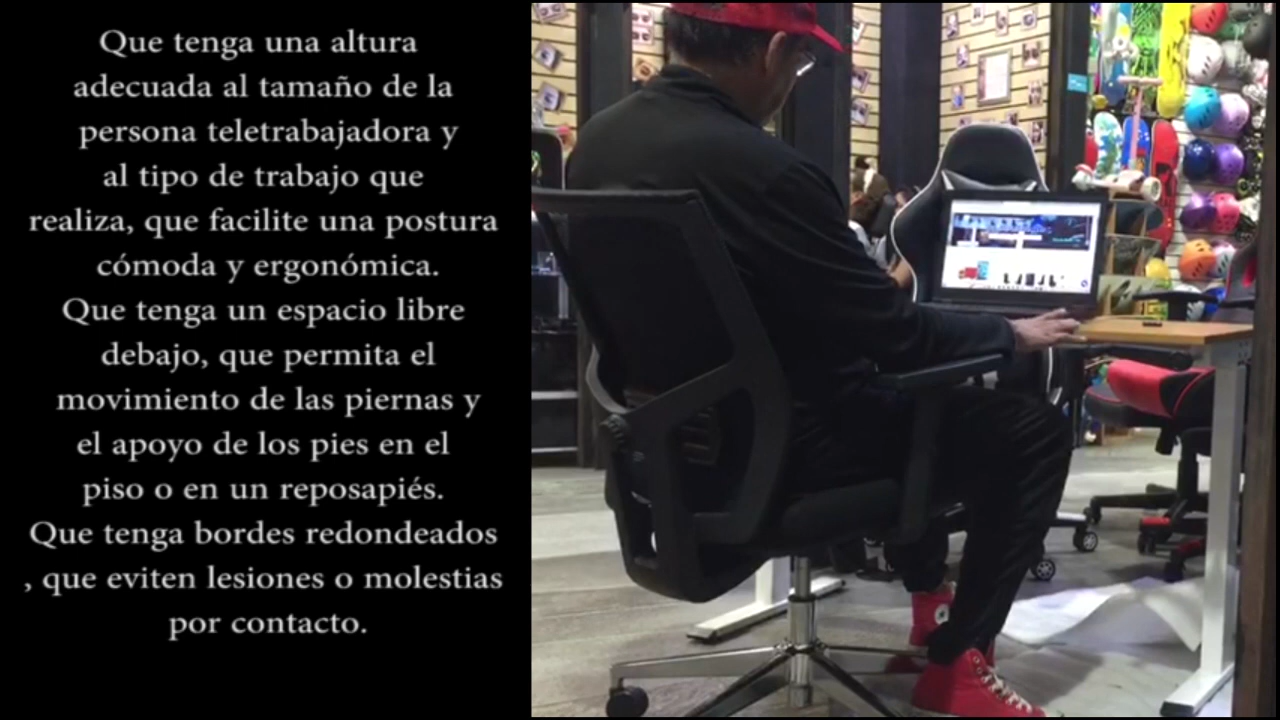 Que tenga una altura
adecuada al tamaño de la
persona teletrabajadora y
al tipo de trabajo que
realiza, que facilite una postura
cómoda y ergonómica.
Que tenga un espacio libre
debajo, que permita el
movimiento de las piernas y
el apoyo de los pies en el
piso o en un reposapiés.
Que tenga bordes redondeados
, que eviten lesiones o molestias
por contacto.